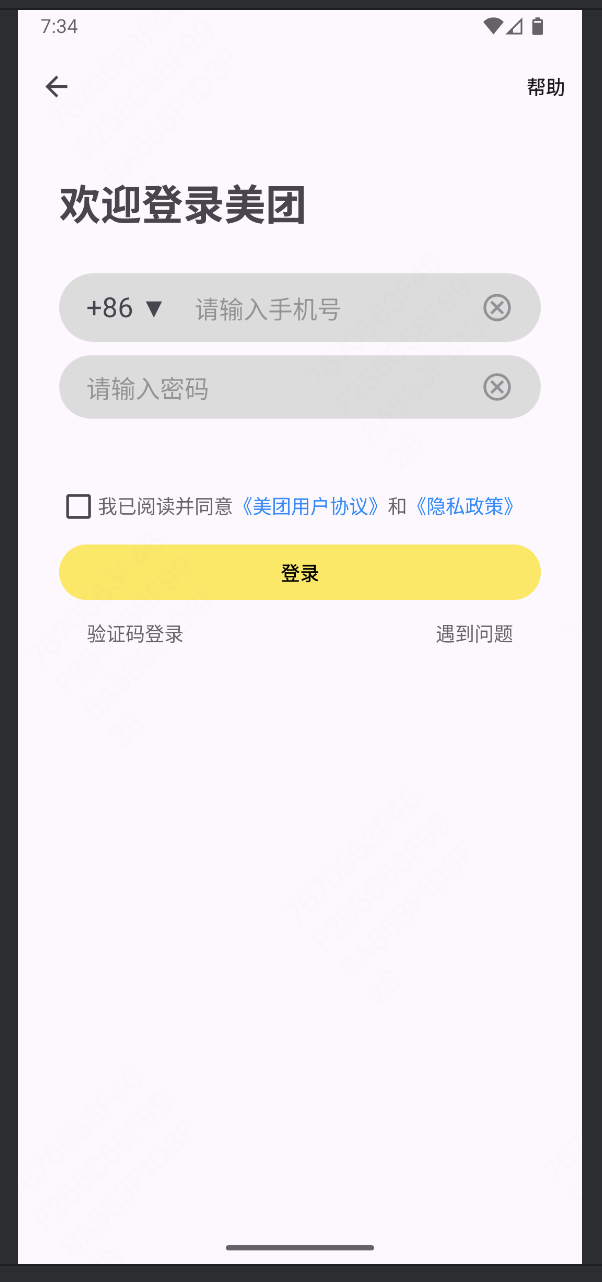 7:34
帮助
欢迎登录美团
+86 ▼ 请输入手机号
请输入密码
我已阅读并同意《美团用户协议》和《隐私政策》
登录
验证码登录 遇到问题